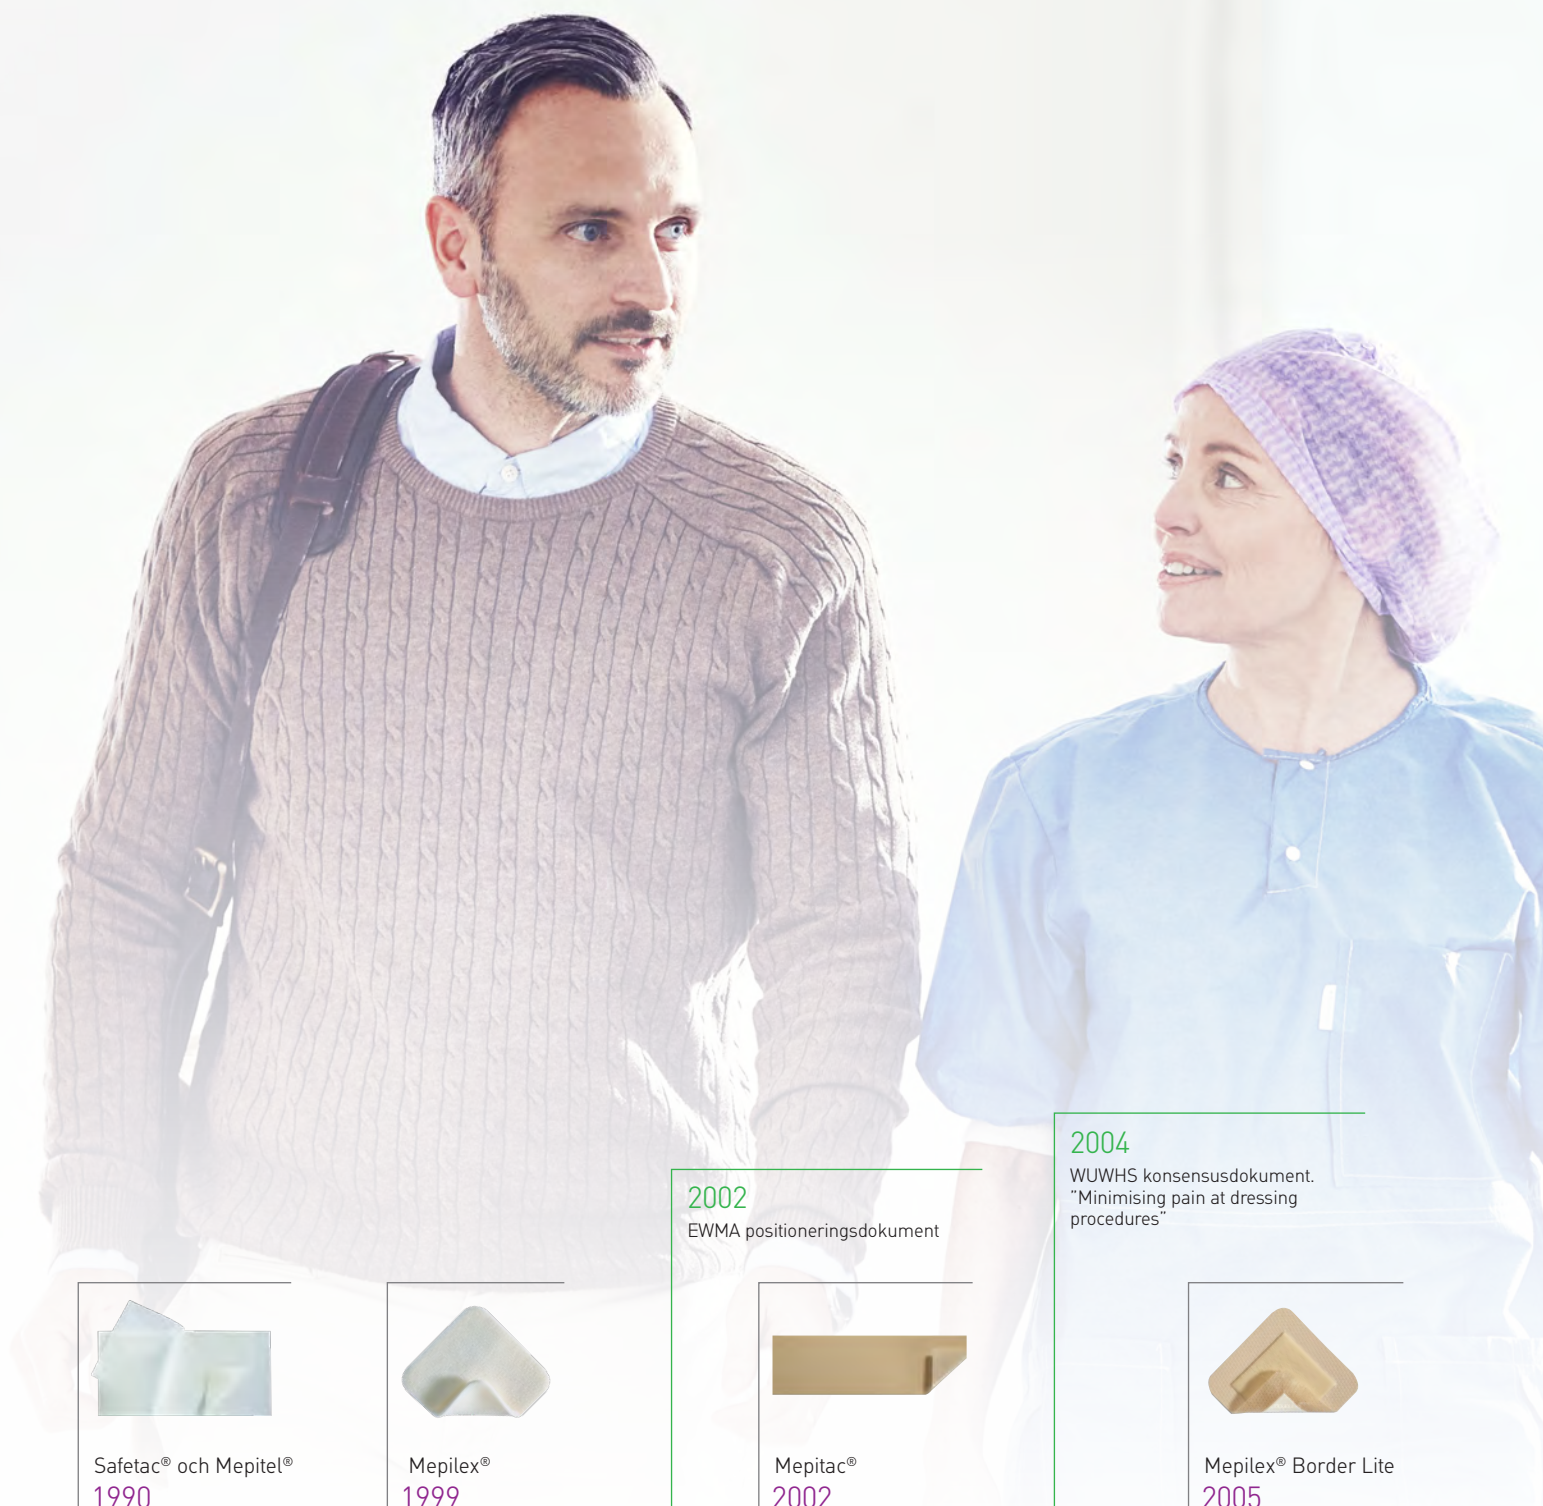 2004
WUWHS konsensusdokument.
”Minimising pain at dressing
procedures”
2002
EWMA positioneringsdokument
Safetac® och Mepitel®
1990
Mepilex®
1999
Mepitac®
2002
Mepilex® Border Lite
2005